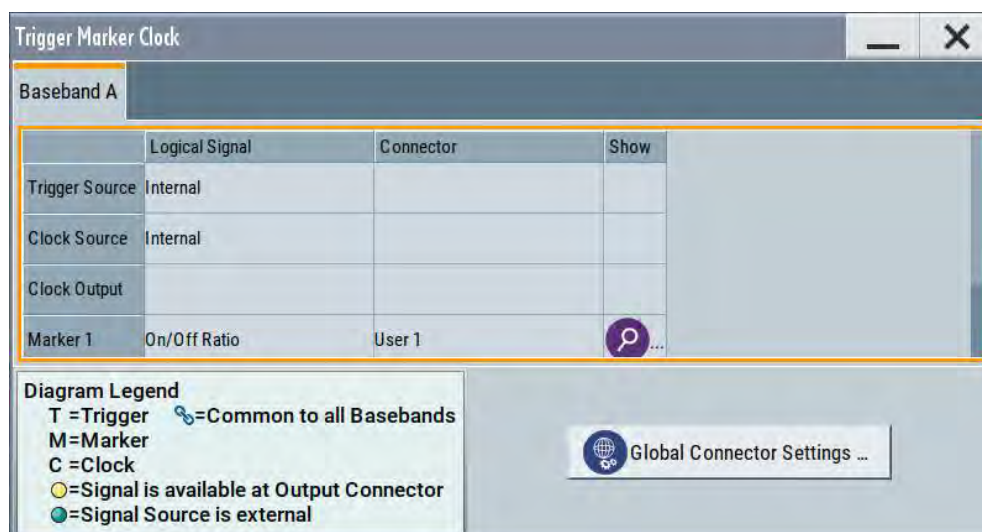 Trigger Marker Clock
Baseband A
Logical Signal Connector Show
Trigger Source Internal
Clock Source Internal
Clock Output
Marker 1 On/Off Ratio User 1 ...
Diagram Legend
T =Trigger =Common to all Basebands
M=Marker
C =Clock
=Signal is available at Output Connector
=Signal Source is external
Global Connector Settings ...